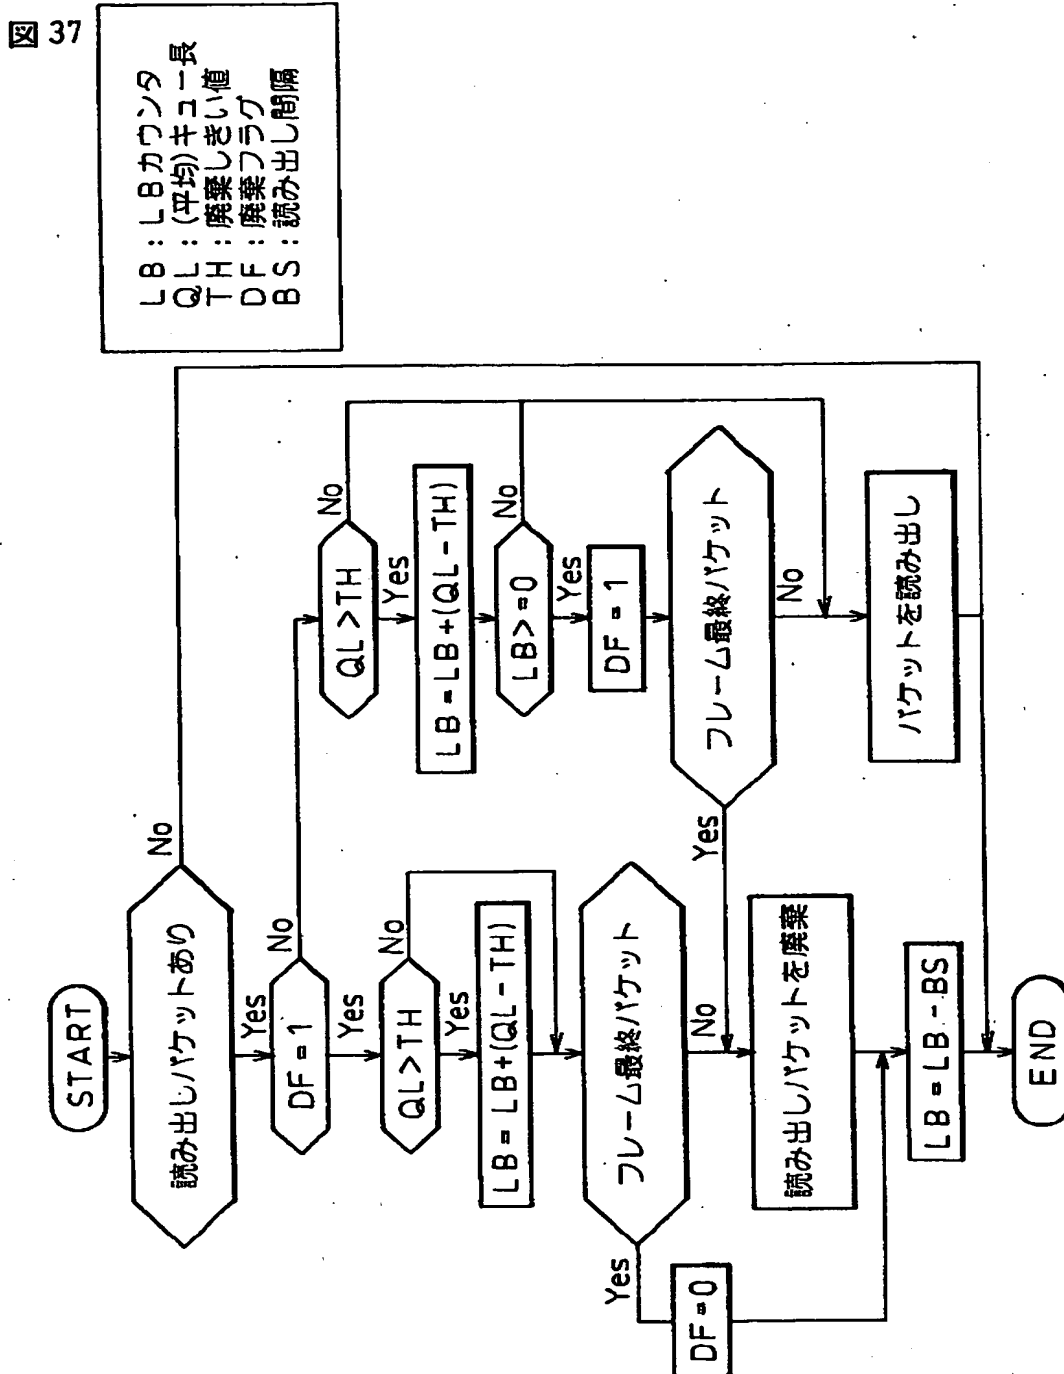 図 37
LB : LBカウンタ
QL : (平均)キュー長
TH : 廃棄しきい値
DF : 廃棄フラグ
BS : 読み出し間隔
START
読み出しパケットあり
No
Yes
DF = 1
No
Yes
QL>TH
No
Yes
LB = LB+(QL-TH)
フレーム最終パケット
Yes
No
DF=0
読み出しパケットを廃棄
LB = LB-BS
END
QL>TH
No
Yes
LB=LB+(QL-TH)
LB>=0
No
Yes
DF = 1
フレーム最終パケット
Yes
No
パケットを読み出し